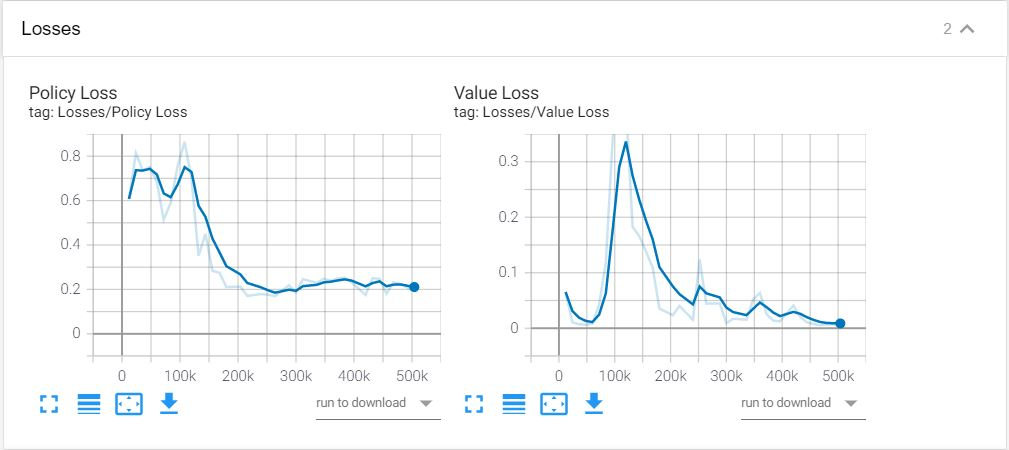 Losses
2
Policy Loss
tag: Losses/Policy Loss
0.8
0.6
0.4
0.2
0
0 100k 200k 300k 400k 500k
run to download
Value Loss
tag: Losses/Value Loss
0.3
0.2
0.1
0
0 100k 200k 300k 400k 500k
run to download